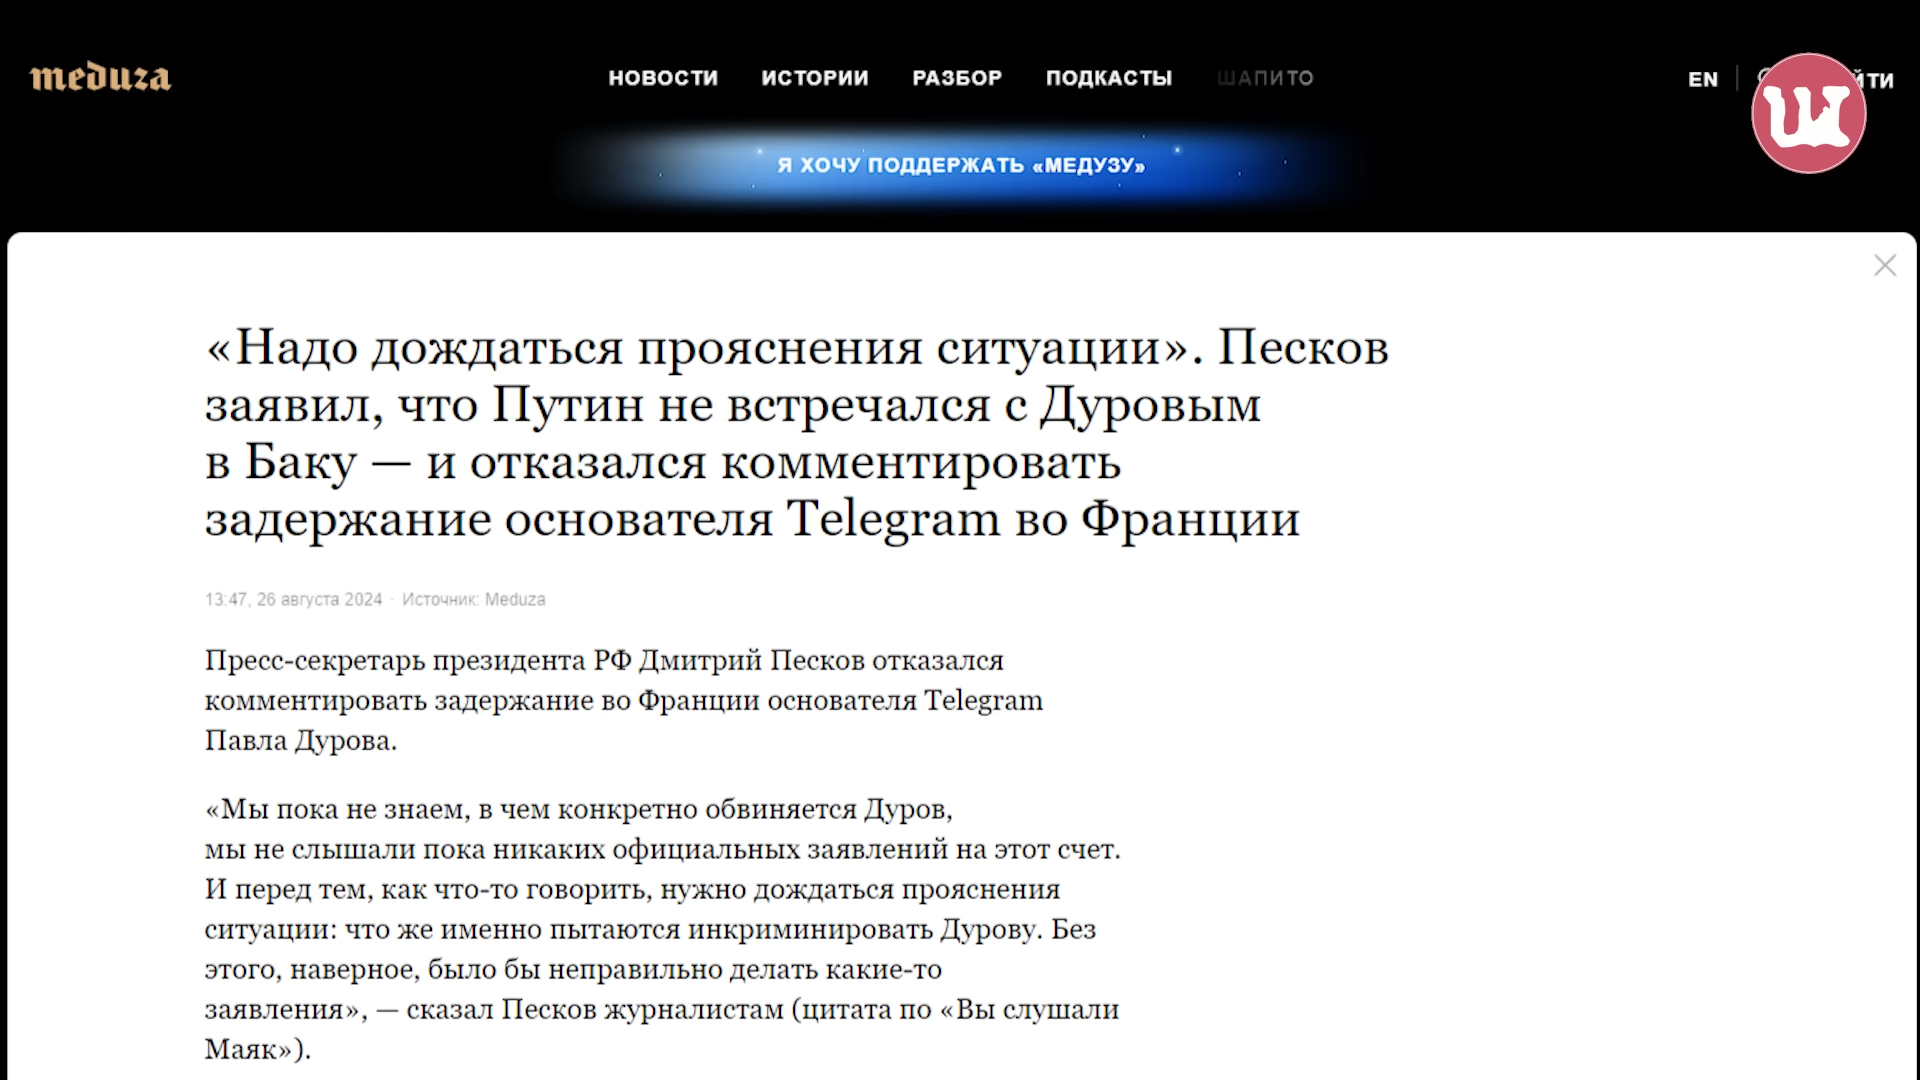 meduza
НОВОСТИ ИСТОРИИ РАЗБОР ПОДКАСТЫ ШАПИТО
EN
Я ХОЧУ ПОДДЕРЖАТЬ «МЕДУЗУ»
«Надо дождаться прояснения ситуации». Песков
заявил, что Путин не встречался с Дуровым
в Баку — и отказался комментировать
задержание основателя Telegram во Франции
13:47, 26 августа 2024 · Источник: Meduza
Пресс-секретарь президента РФ Дмитрий Песков отказался
комментировать задержание во Франции основателя Telegram
Павла Дурова.
«Мы пока не знаем, в чем конкретно обвиняется Дуров,
мы не слышали пока никаких официальных заявлений на этот счет.
И перед тем, как что-то говорить, нужно дождаться прояснения
ситуации: что же именно пытаются инкриминировать Дурову. Без
этого, наверное, было бы неправильно делать какие-то
заявления», — сказал Песков журналистам (цитата по «Вы слушали
Маяк»).